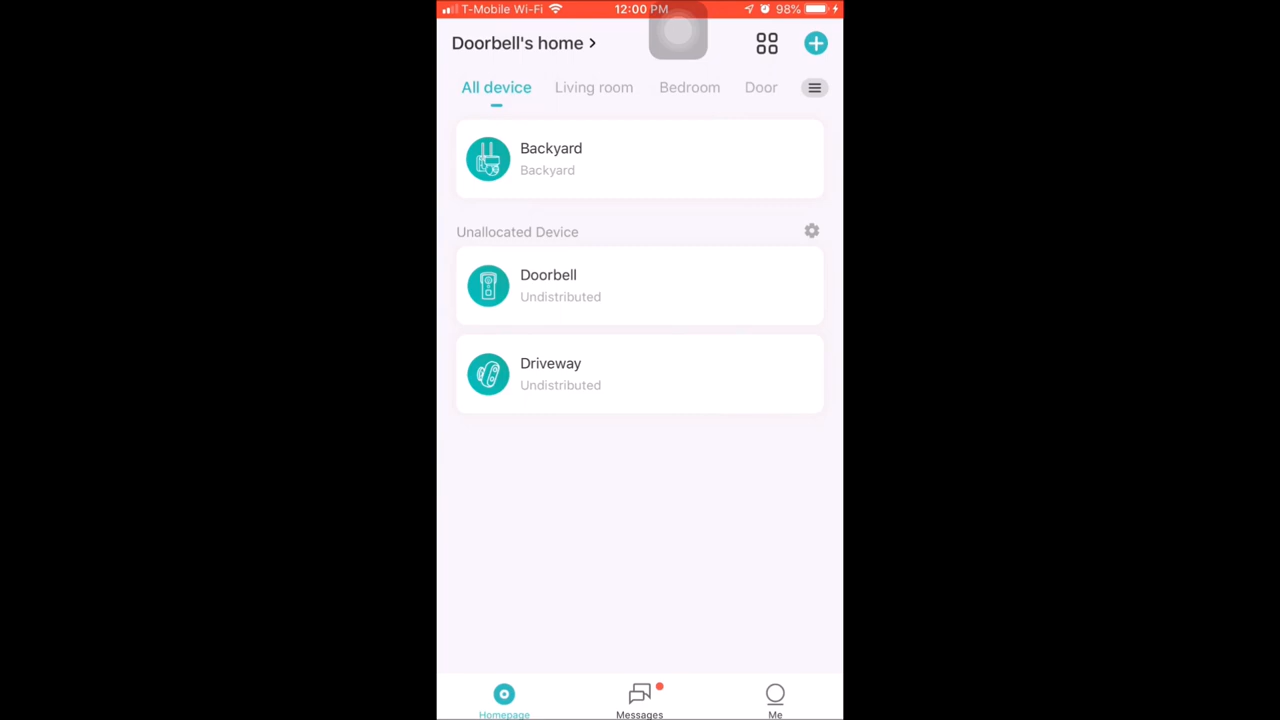 T-Mobile Wi-Fi 12:00 PM 98%
Doorbell's home
All device Living room Bedroom Door
Backyard
Backyard
Unallocated Device
Doorbell
Undistributed
Driveway
Undistributed
Homepage Messages Me